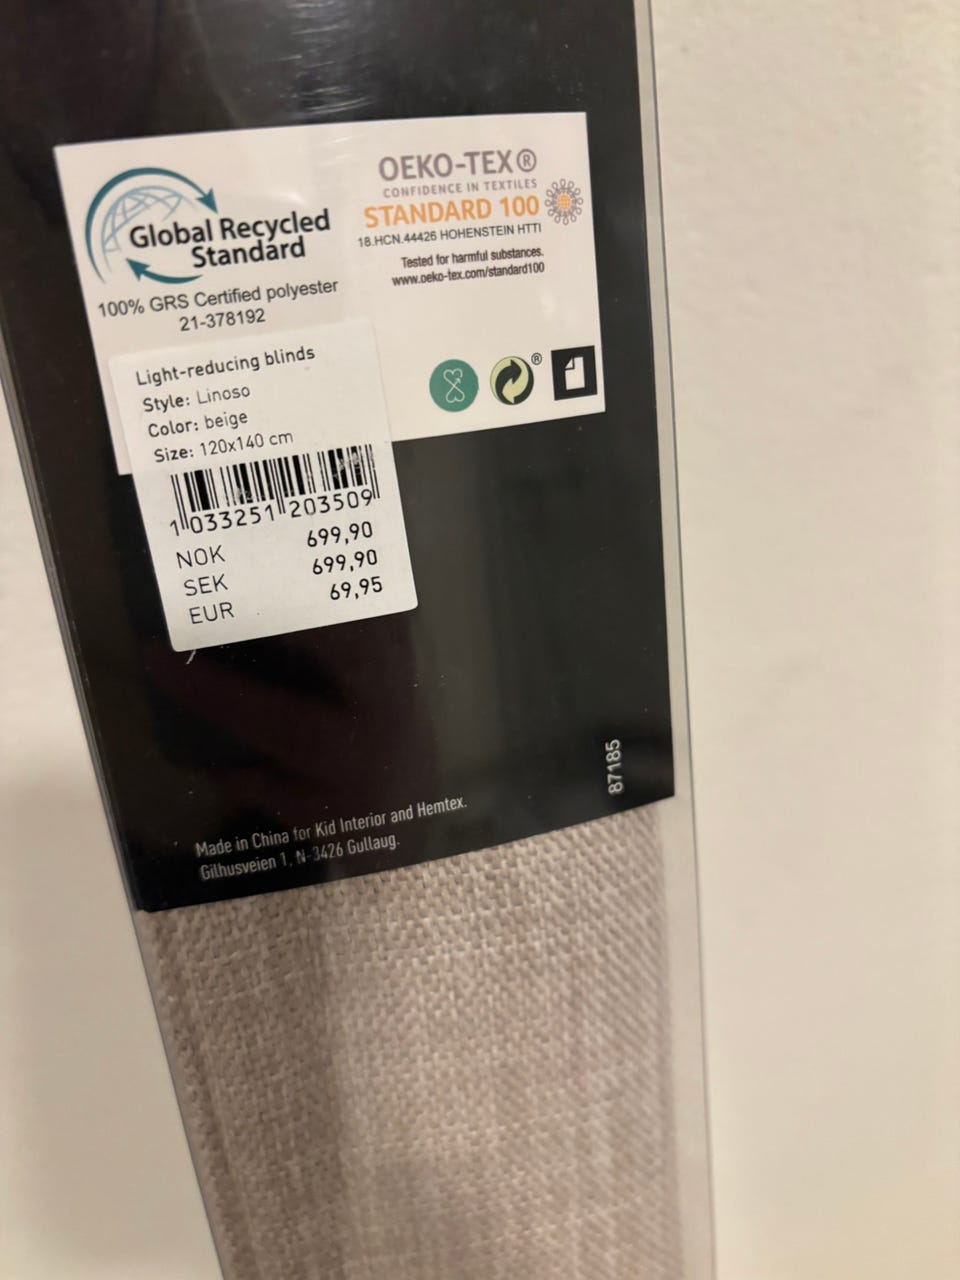 Global Recycled
Standard
100% GRS Certified polyester
21-378192
OEKO-TEX®
CONFIDENCE IN TEXTILES
STANDARD 100
18.HCN.44426 HOHENSTEIN HTTI
Tested for harmful substances.
www.oeko-tex.com/standard100
®
Light-reducing blinds
Style: Linoso
Color: beige
Size: 120x140 cm
1 033251 203509
NOK 699,90
SEK 699,90
EUR 69,95
87185
Made in China for Kid Interior and Hemtex.
Gilhusveien 1, N-3426 Gullaug.